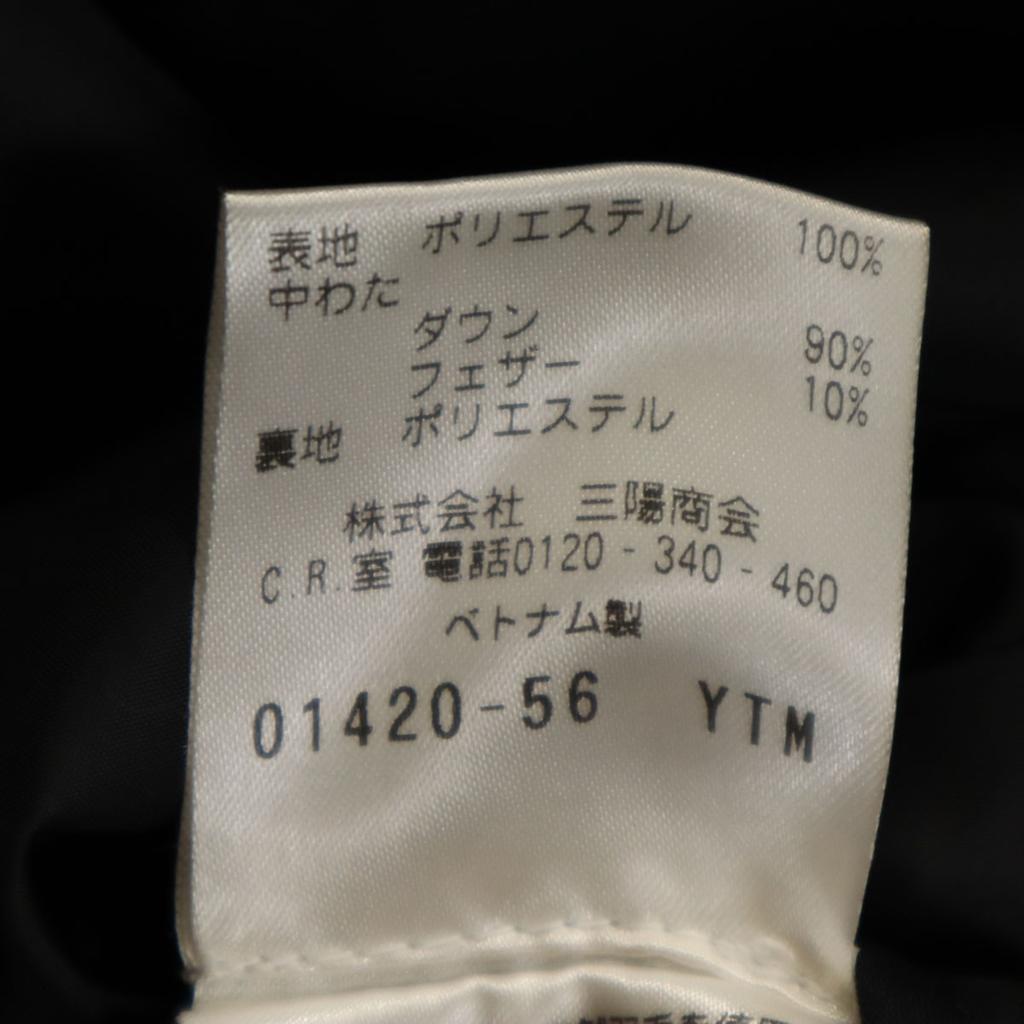 表地 ポリエステル 100%
中わた
ダウン 90%
フェザー 10%
裏地 ポリエステル
株式会社 三陽商会
C.R.室 電話0120-340-460
ベトナム製
01420-56 YTM